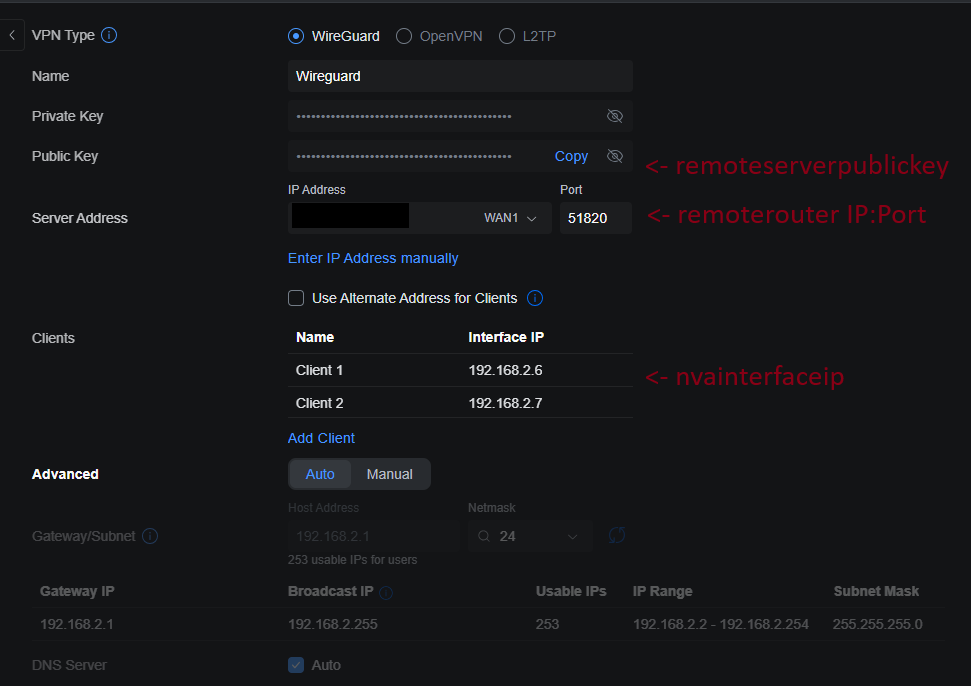 VPN Type WireGuard OpenVPN L2TP
Name Wireguard
Private Key
Public Key Copy <- remoteserverpublickey
IP Address Port
Server Address WAN1 51820 <- remoterouter IP:Port
Enter IP Address manually
Use Alternate Address for Clients
Clients Name Interface IP
Client 1 192.168.2.6 <- nvainterfaceip
Client 2 192.168.2.7
Add Client
Advanced Auto Manual
Host Address Netmask
Gateway/Subnet 192.168.2.1 24
253 usable IPs for users
Gateway IP Broadcast IP Usable IPs IP Range Subnet Mask
192.168.2.1 192.168.2.255 253 192.168.2.2 - 192.168.2.254 255.255.255.0
DNS Server Auto